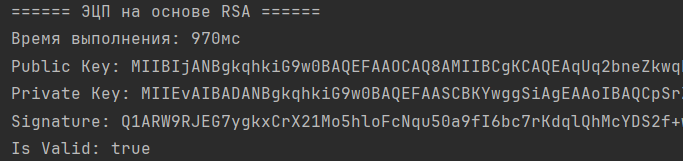 ====== ЭЦП на основе RSA ======
Время выполнения: 970мс
Public Key: MIIBIjANBgkqhkiG9w0BAQEFAAOCAQ8AMIIBCgKCAQEAqUq2bneZkwq
Private Key: MIIEvAIBADANBgkqhkiG9w0BAQEFAASCBKYwggSiAgEAAoIBAQCpSr
Signature: Q1ARW9RJEG7ygkxCrX21Mo5hloFcNqu50a9fI6bc7rKdqlQhMcYDS2f+
Is Valid: true